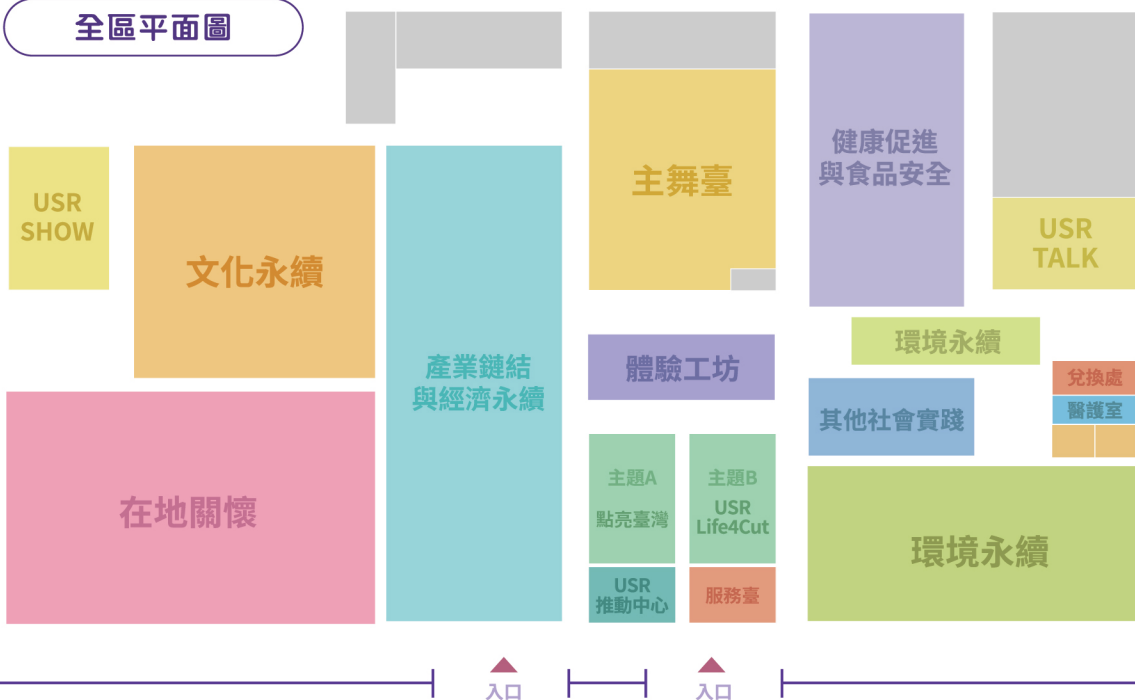 全區平面圖
USR
SHOW
文化永續
在地關懷
產業鏈結
與經濟永續
主舞臺
體驗工坊
主題A
點亮臺灣
主題B
USR
Life4Cut
USR
推動中心
服務臺
健康促進
與食品安全
USR
TALK
環境永續
兌換處
醫護室
其他社會實踐
環境永續
入口
入口